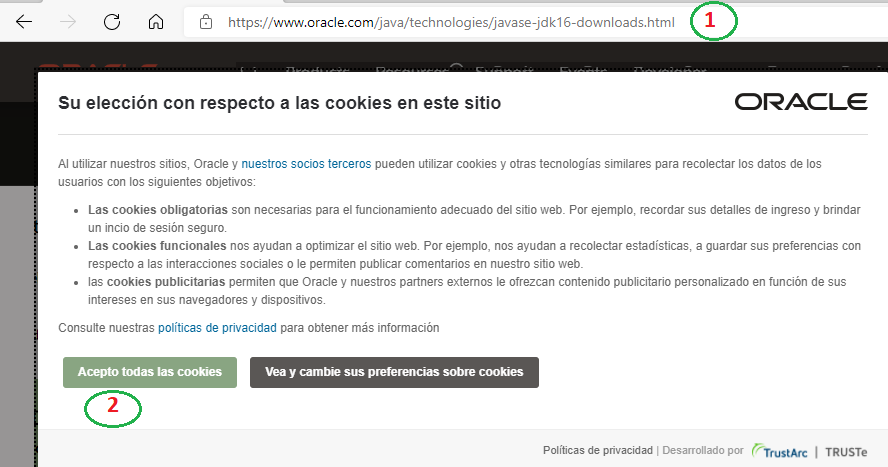 https://www.oracle.com/java/technologies/javase-jdk16-downloads.html
1
Su elección con respecto a las cookies en este sitio
ORACLE
Al utilizar nuestros sitios, Oracle y nuestros socios terceros pueden utilizar cookies y otras tecnologías similares para recolectar los datos de los
usuarios con los siguientes objetivos:
• Las cookies obligatorias son necesarias para el funcionamiento adecuado del sitio web. Por ejemplo, recordar sus detalles de ingreso y brindar
un incio de sesión seguro.
• Las cookies funcionales nos ayudan a optimizar el sitio web. Por ejemplo, nos ayudan a recolectar estadísticas, a guardar sus preferencias con
respecto a las interacciones sociales o le permiten publicar comentarios en nuestro sitio web.
• las cookies publicitarias permiten que Oracle y nuestros partners externos le ofrezcan contenido publicitario personalizado en función de sus
intereses en sus navegadores y dispositivos.
Consulte nuestras políticas de privacidad para obtener más información
Acepto todas las cookies
Vea y cambie sus preferencias sobre cookies
2
Políticas de privacidad | Desarrollado por TrustArc | TRUSTe